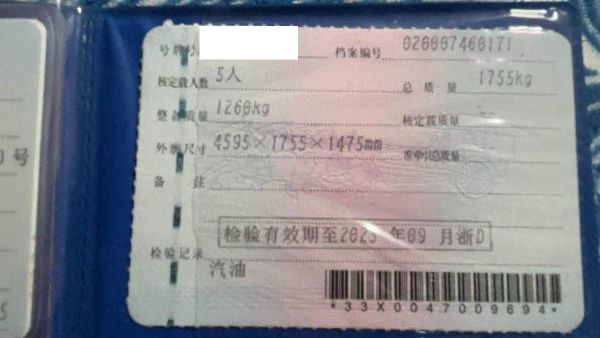 号牌号 档案编号 020007460171
核定载人数 5人 总质量 1755kg
整备质量 1260kg 核定载质量 --
外廓尺寸 4595×1755×1475mm 准牵引总质量 --
备注
检验有效期至2023年09月浙D
检验记录
汽油
*33X0047009694*
号